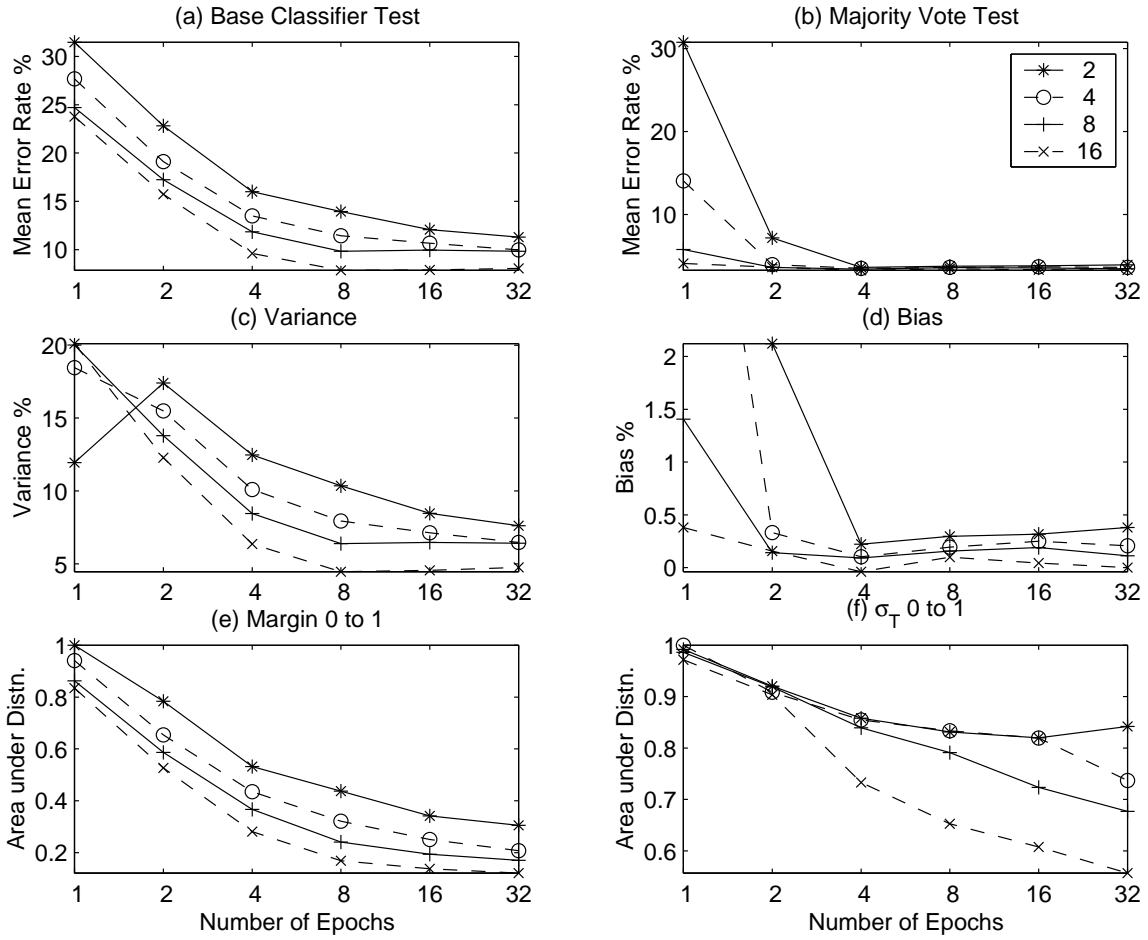 (a) Base Classifier Test
Mean Error Rate %
30
25
20
15
10
1 2 4 8 16 32
(b) Majority Vote Test
Mean Error Rate %
30
20
10
2
4
8
16
1 2 4 8 16 32
(c) Variance
Variance %
20
15
10
5
1 2 4 8 16 32
(d) Bias
Bias %
2
1.5
1
0.5
0
1 2 4 8 16 32
(e) Margin 0 to 1
Area under Distn.
1
0.8
0.6
0.4
0.2
1 2 4 8 16 32
Number of Epochs
(f) σT 0 to 1
Area under Distn.
1
0.9
0.8
0.7
0.6
1 2 4 8 16 32
Number of Epochs